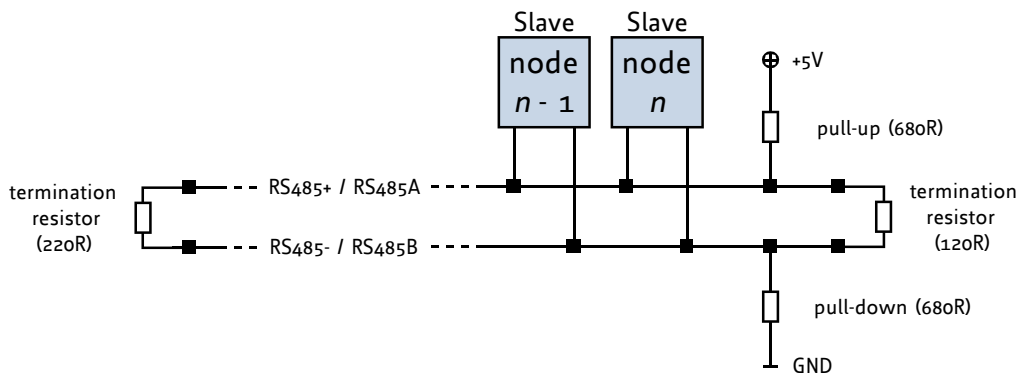 Slave
Slave
node
n - 1
node
n
+5V
pull-up (680R)
termination
resistor
(220R)
RS485+ / RS485A
RS485- / RS485B
termination
resistor
(120R)
pull-down (680R)
GND